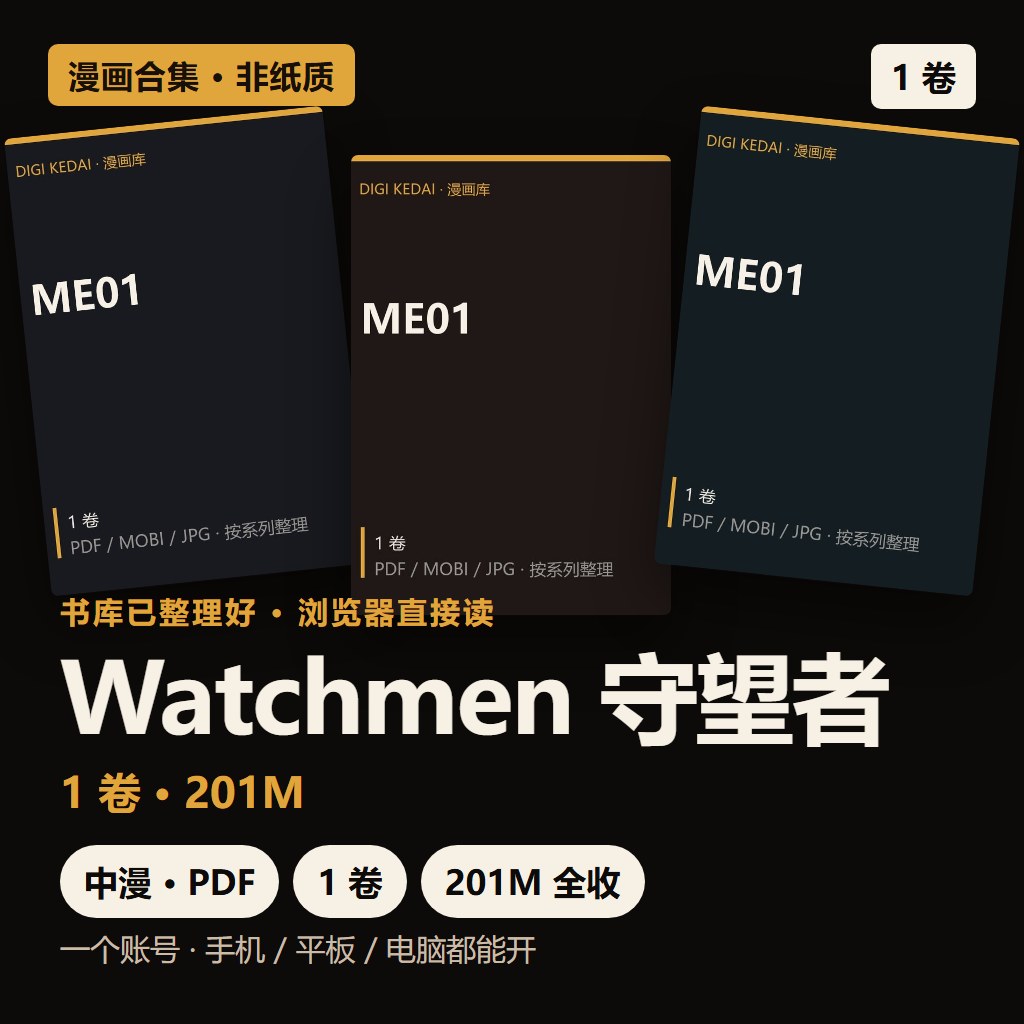 漫画合集 • 非纸质
1 卷
DIGI KEDAI · 漫画库
ME01
1 卷
PDF / MOBI / JPG · 按系列整理
DIGI KEDAI · 漫画库
ME01
1 卷
PDF / MOBI / JPG · 按系列整理
DIGI KEDAI · 漫画库
ME01
1 卷
PDF / MOBI / JPG · 按系列整理
书库已整理好 • 浏览器直接读
Watchmen 守望者
1 卷 • 201M
中漫 • PDF
1 卷
201M 全收
一个账号 · 手机 / 平板 / 电脑都能开